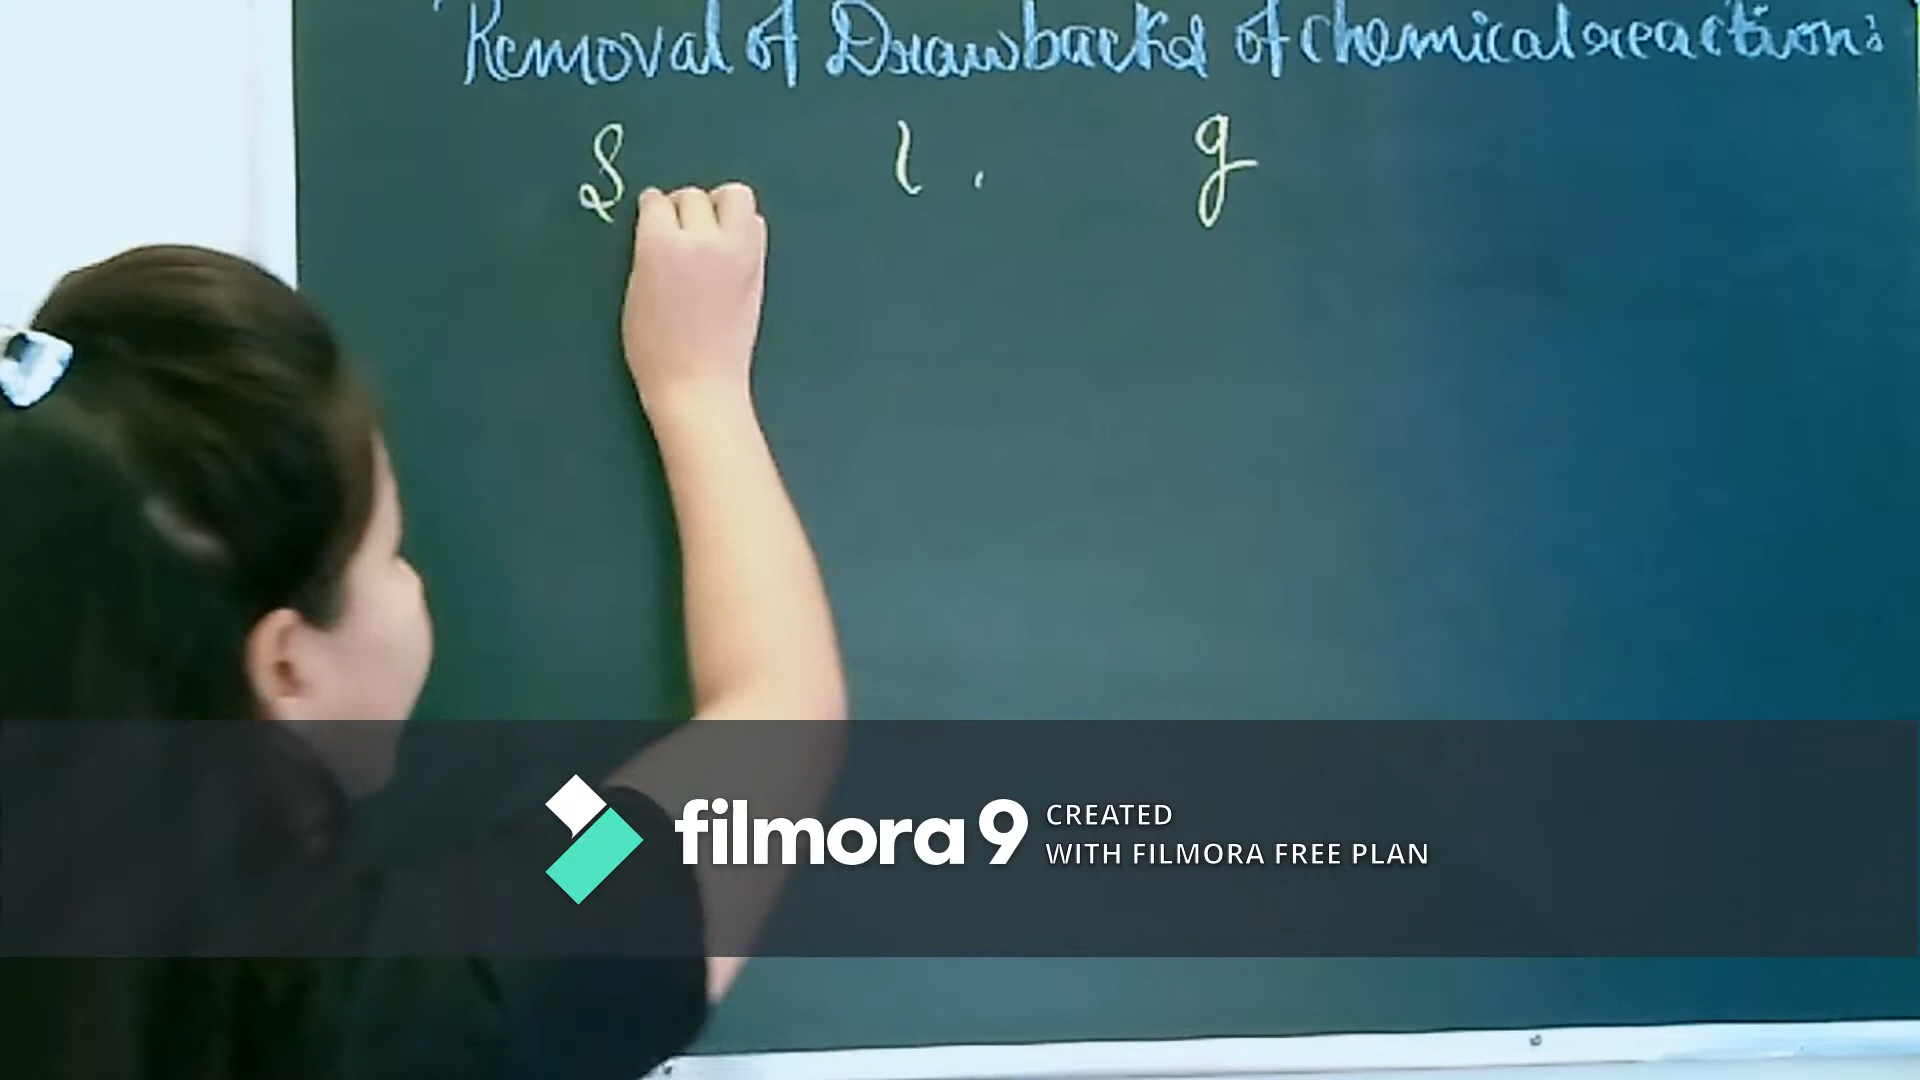 Removal of Drawbacks of chemical reaction:
S l . g
filmora 9 CREATED
WITH FILMORA FREE PLAN